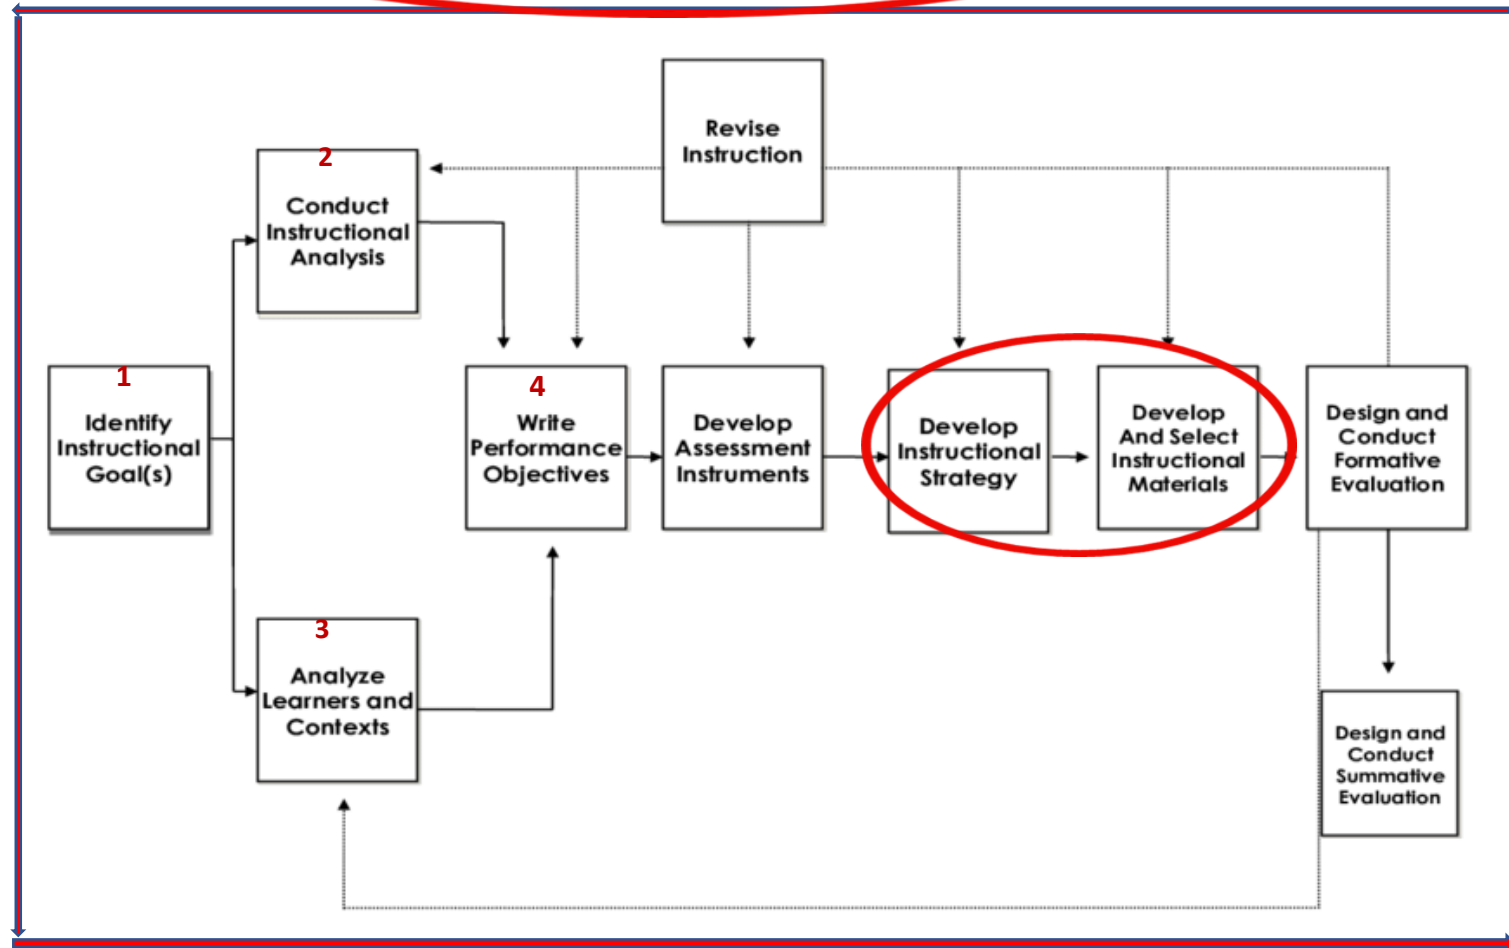 Revise
Instruction
2
Conduct
Instructional
Analysis
1
Identify
Instructional
Goal(s)
4
Write
Performance
Objectives
Develop
Assessment
Instruments
Develop
Instructional
Strategy
Develop
And Select
Instructional
Materials
Design and
Conduct
Formative
Evaluation
3
Analyze
Learners and
Contexts
Design and
Conduct
Summative
Evaluation